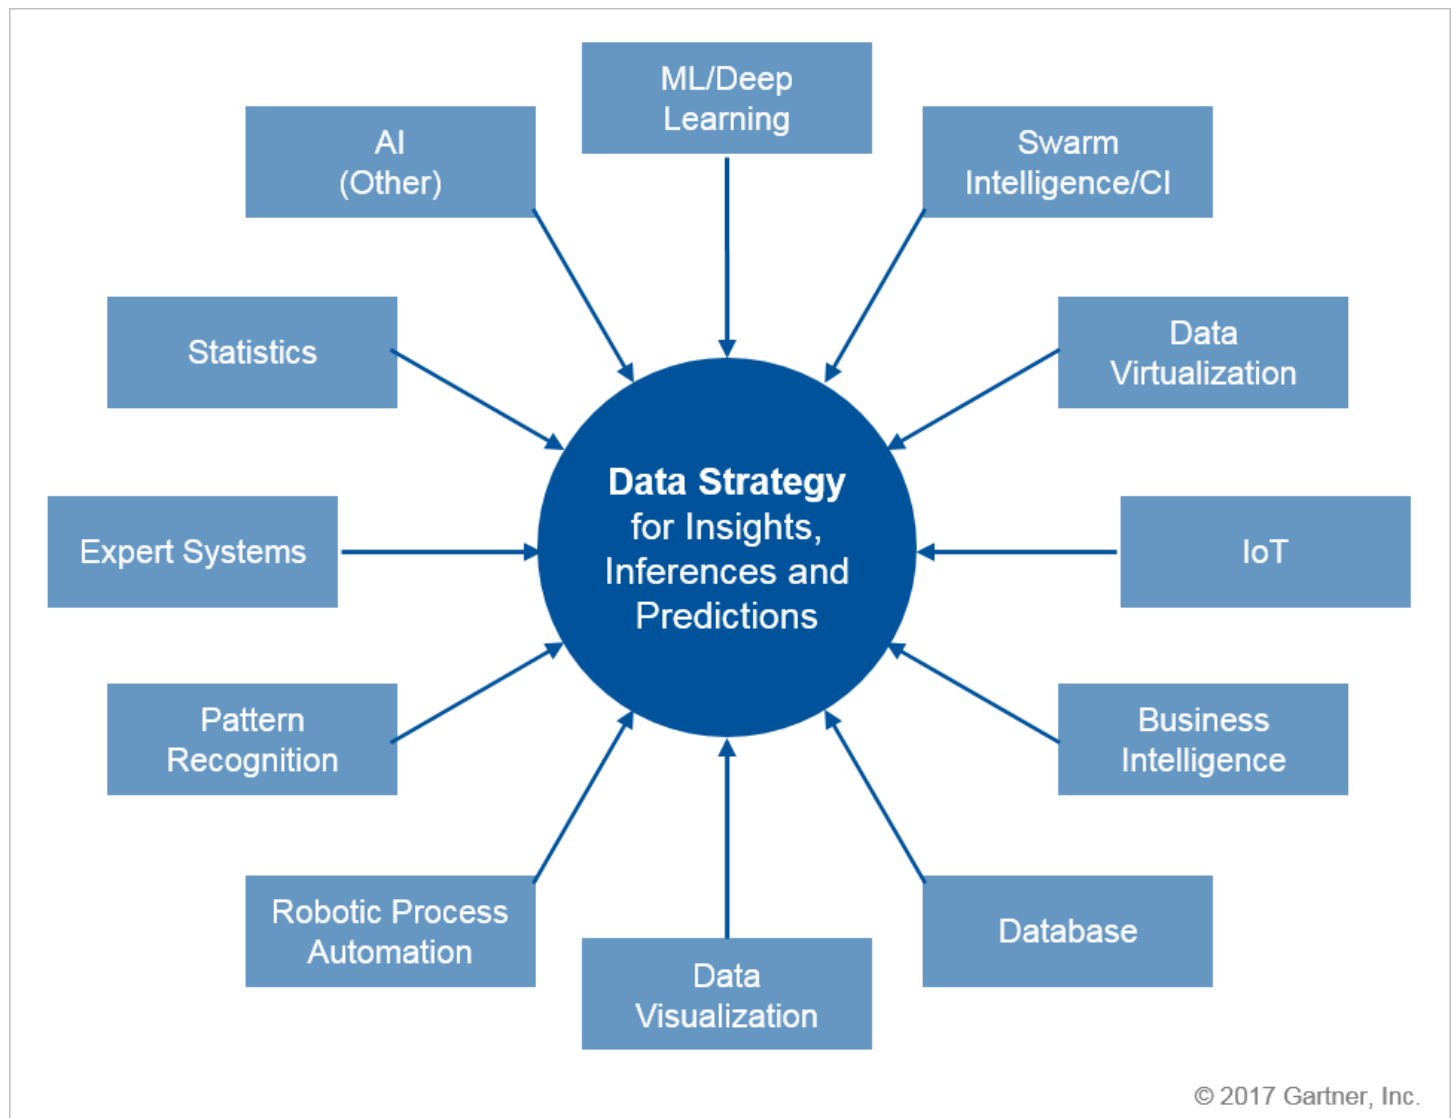 ML/Deep
Learning
AI
(Other)
Swarm
Intelligence/CI
Statistics
Data
Virtualization
Data Strategy
for Insights,
Inferences and
Predictions
Expert Systems
IoT
Pattern
Recognition
Business
Intelligence
Robotic Process
Automation
Database
Data
Visualization
© 2017 Gartner, Inc.